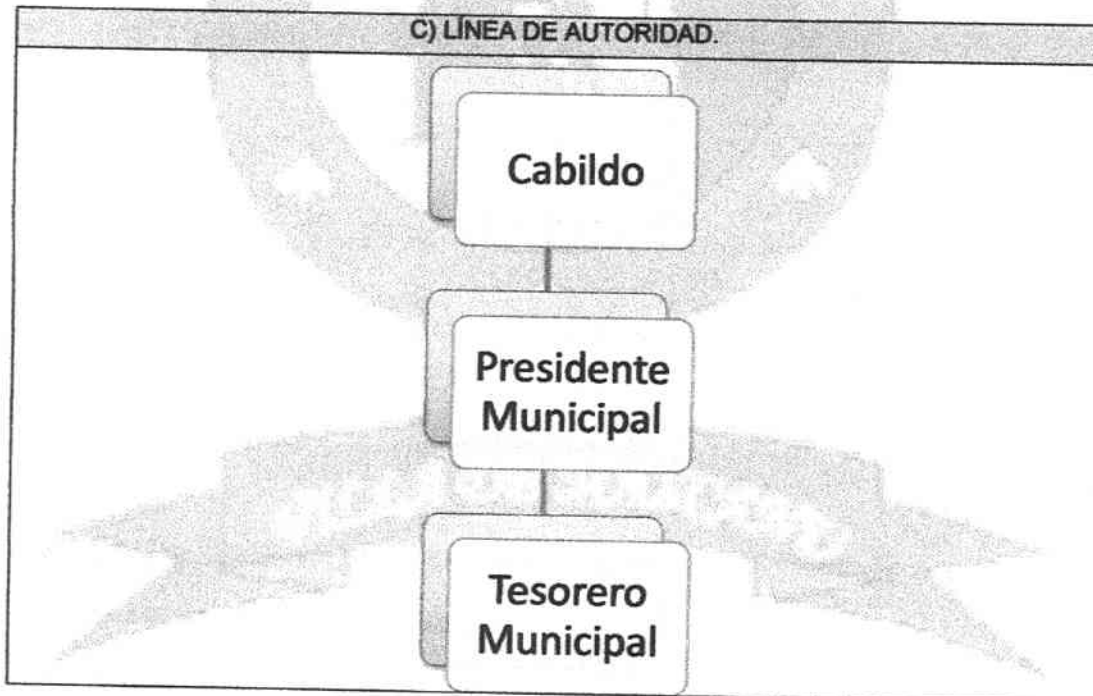 C) LÍNEA DE AUTORIDAD.
Cabildo
Presidente
Municipal
Tesorero
Municipal